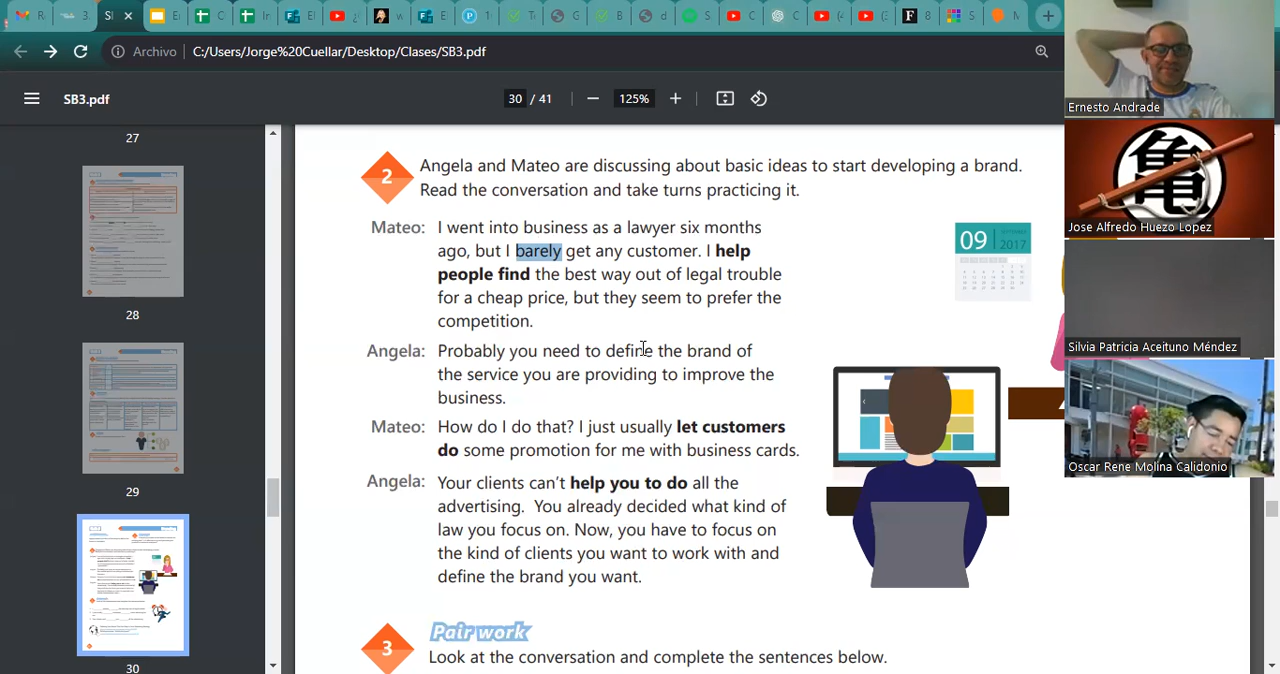 Archivo
C:/Users/Jorge%20Cuellar/Desktop/Clases/SB3.pdf
SB3.pdf
30 / 41
125%
27
28
29
30
2
Angela and Mateo are discussing about basic ideas to start developing a brand.
Read the conversation and take turns practicing it.
Mateo: I went into business as a lawyer six months
ago, but I barely get any customer. I help
people find the best way out of legal trouble
for a cheap price, but they seem to prefer the
competition.
Angela: Probably you need to define the brand of
the service you are providing to improve the
business.
Mateo: How do I do that? I just usually let customers
do some promotion for me with business cards.
Angela: Your clients can’t help you to do all the
advertising. You already decided what kind of
law you focus on. Now, you have to focus on
the kind of clients you want to work with and
define the brand you want.
09
2017
3
Pair work
Look at the conversation and complete the sentences below.
Ernesto Andrade
亀
Jose Alfredo Huezo Lopez
Silvia Patricia Aceituno Méndez
Oscar Rene Molina Calidonio